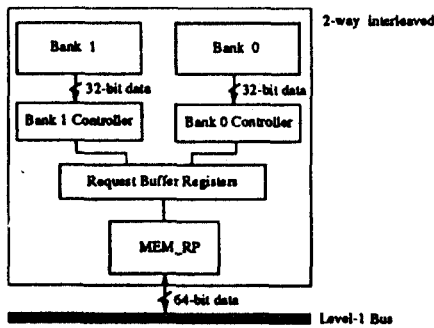 2-way interleaved
Bank 1
Bank 0
32-bit data
32-bit data
Bank 1 Controller
Bank 0 Controller
Request Buffer Registers
MEM_RP
64-bit data
Level-1 Bus